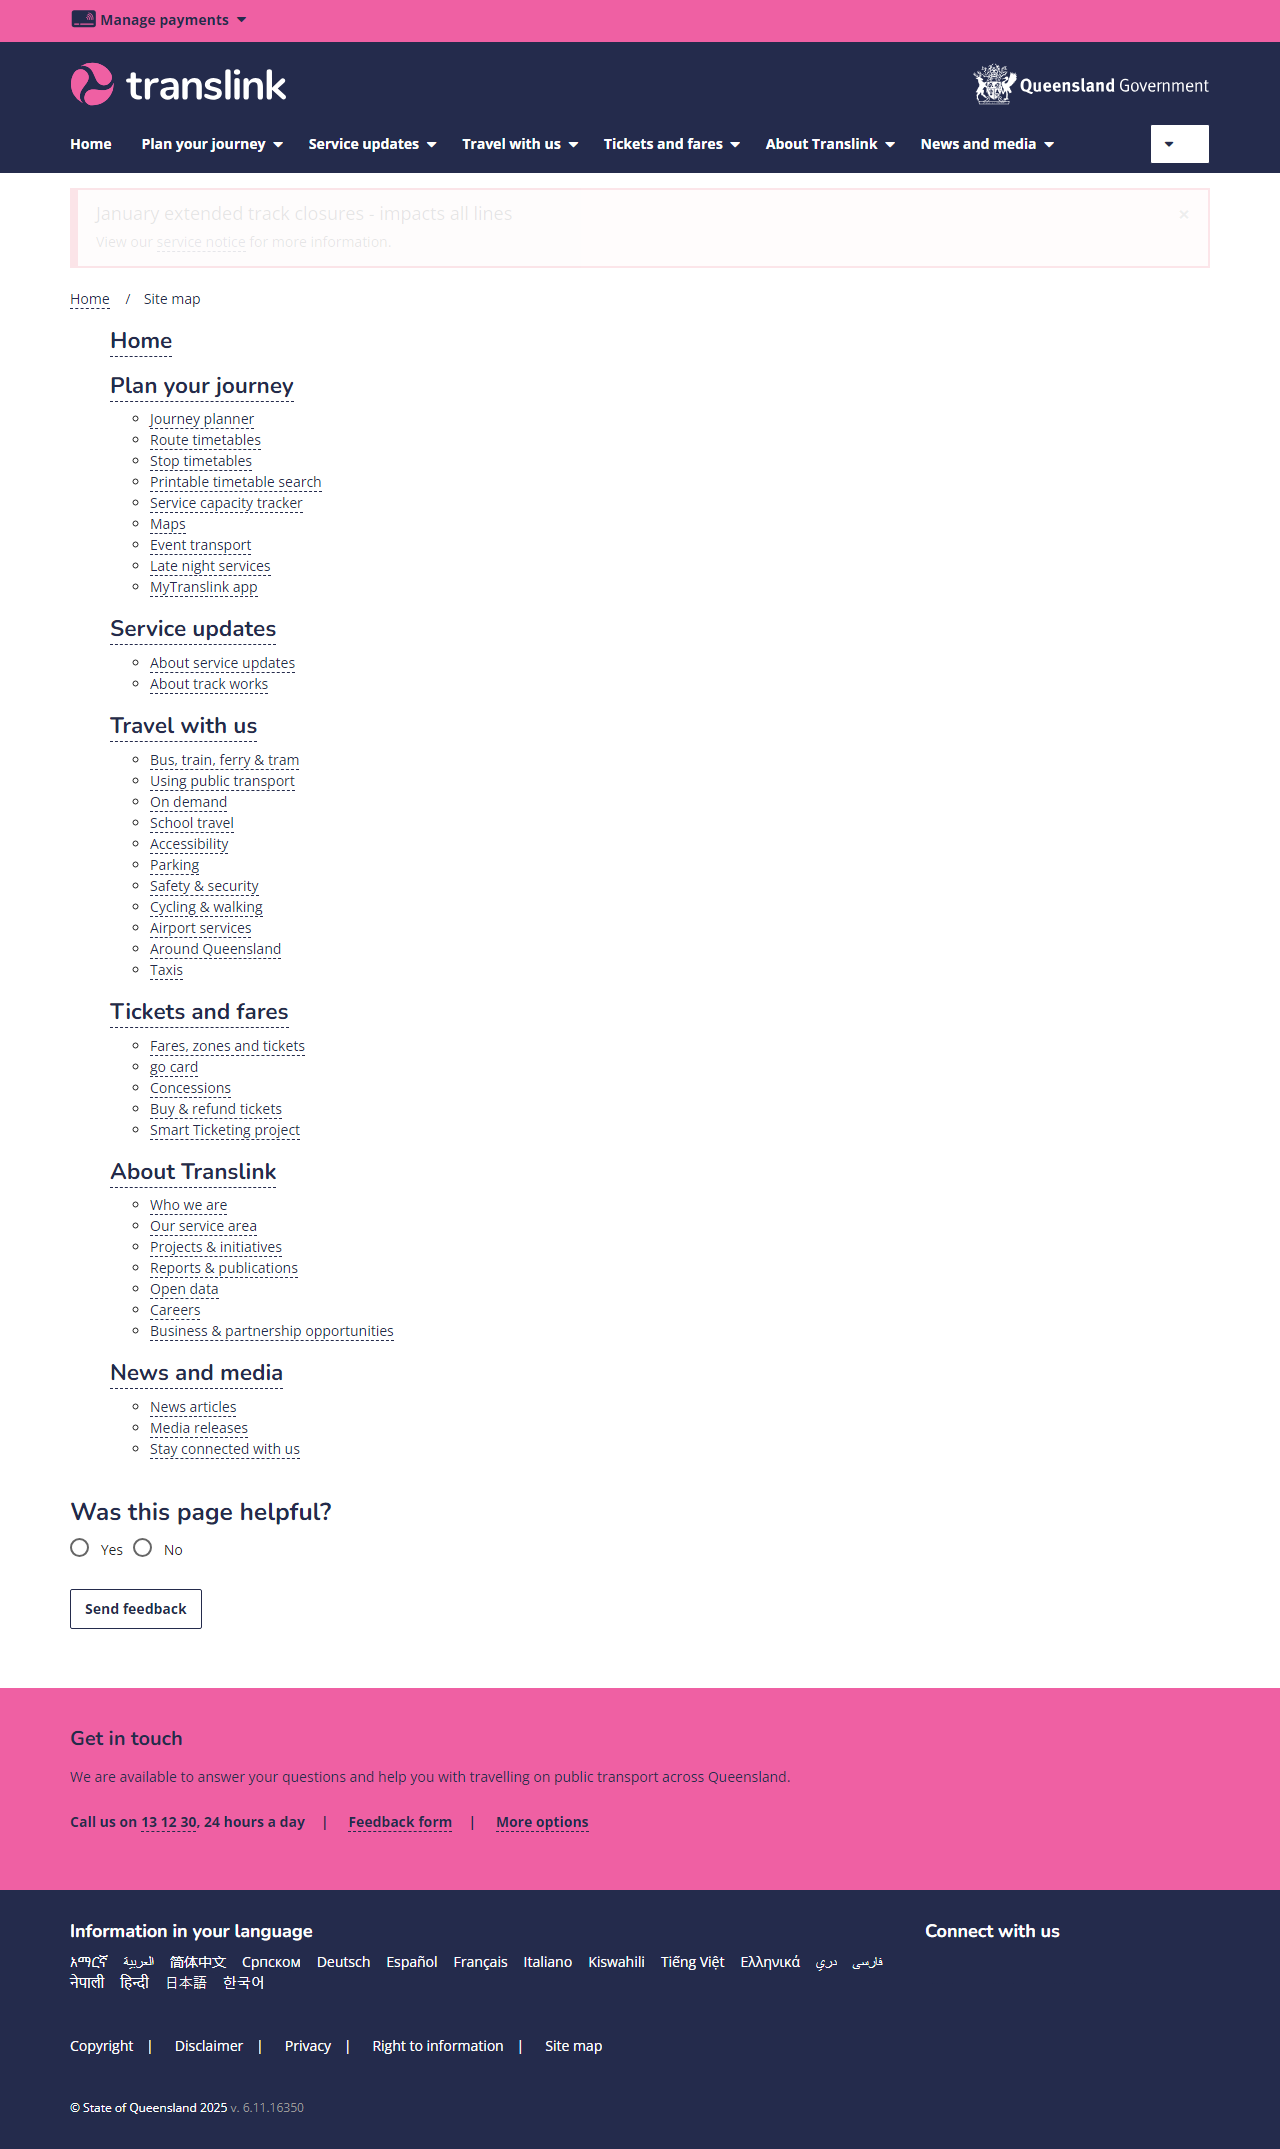 Manage payments
translink
Queensland Government
Home Plan your journey Service updates Travel with us Tickets and fares About Translink News and media
January extended track closures - impacts all lines ×
View our service notice for more information.
Home / Site map
Home
Plan your journey
Journey planner
Route timetables
Stop timetables
Printable timetable search
Service capacity tracker
Maps
Event transport
Late night services
MyTranslink app
Service updates
About service updates
About track works
Travel with us
Bus, train, ferry & tram
Using public transport
On demand
School travel
Accessibility
Parking
Safety & security
Cycling & walking
Airport services
Around Queensland
Taxis
Tickets and fares
Fares, zones and tickets
go card
Concessions
Buy & refund tickets
Smart Ticketing project
About Translink
Who we are
Our service area
Projects & initiatives
Reports & publications
Open data
Careers
Business & partnership opportunities
News and media
News articles
Media releases
Stay connected with us
Was this page helpful?
Yes No
Send feedback
Get in touch
We are available to answer your questions and help you with travelling on public transport across Queensland.
Call us on 13 12 30, 24 hours a day | Feedback form | More options
Information in your language
Connect with us
አማርኛ العربية 简体中文 Српском Deutsch Español Français Italiano Kiswahili Tiếng Việt Ελληνικά دري فارسی
नेपाली हिन्दी 日本語 한국어
Copyright | Disclaimer | Privacy | Right to information | Site map
© State of Queensland 2025 v. 6.11.16350